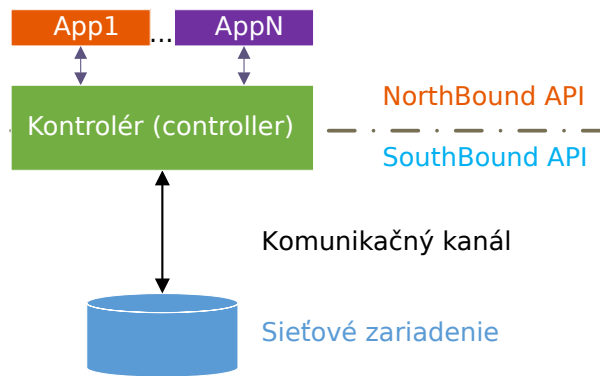 App1 ... AppN
NorthBound API
Kontrolér (controller)
SouthBound API
Komunikačný kanál
Sieťové zariadenie